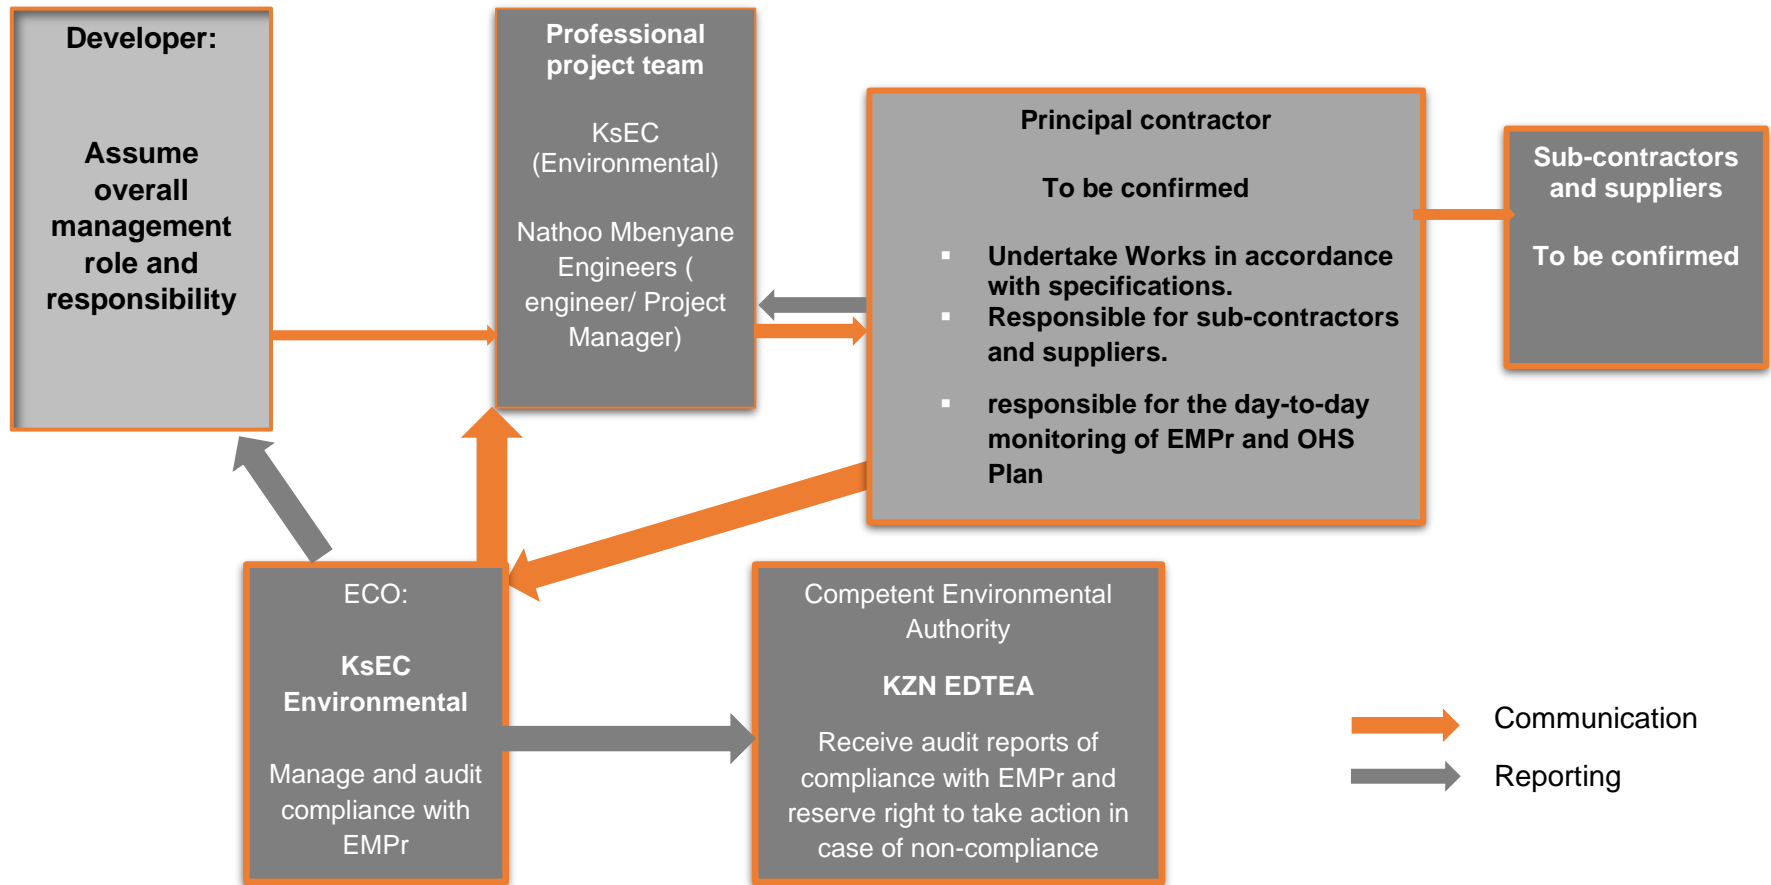 Developer:
Assume
overall
management
role and
responsibility
Professional
project team
KsEC
(Environmental)
Nathoo Mbenyane
Engineers (
engineer/ Project
Manager)
Principal contractor
To be confirmed
▪ Undertake Works in accordance
with specifications.
▪ Responsible for sub-contractors
and suppliers.
▪ responsible for the day-to-day
monitoring of EMPr and OHS
Plan
Sub-contractors
and suppliers
To be confirmed
ECO:
KsEC
Environmental
Manage and audit
compliance with
EMPr
Competent Environmental
Authority
KZN EDTEA
Receive audit reports of
compliance with EMPr and
reserve right to take action in
case of non-compliance
Communication
Reporting